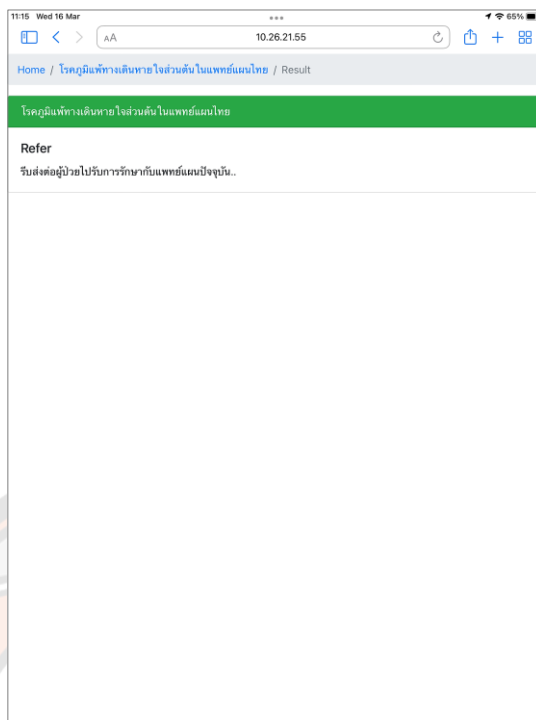 11:15 Wed 16 Mar 65%
AA 10.26.21.55
Home / โรคภูมิแพ้ทางเดินหายใจส่วนต้นในแพทย์แผนไทย / Result
โรคภูมิแพ้ทางเดินหายใจส่วนต้นในแพทย์แผนไทย
Refer
รีบส่งต่อผู้ป่วยไปรับการรักษากับแพทย์แผนปัจจุบัน..